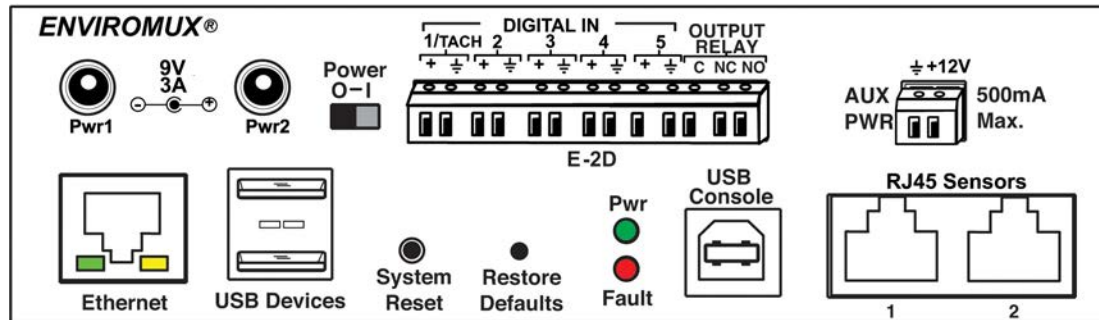 ENVIROMUX®
9V
3A
Pwr1
Pwr2
Power
O–I
DIGITAL IN
1/TACH 2 3 4 5
OUTPUT
RELAY
+ ⏚ + ⏚ + ⏚ + ⏚ + ⏚ C NC NO
E-2D
⏚ +12V
AUX
PWR
500mA
Max.
Ethernet
USB Devices
System
Reset
Restore
Defaults
Pwr
Fault
USB
Console
RJ45 Sensors
1 2